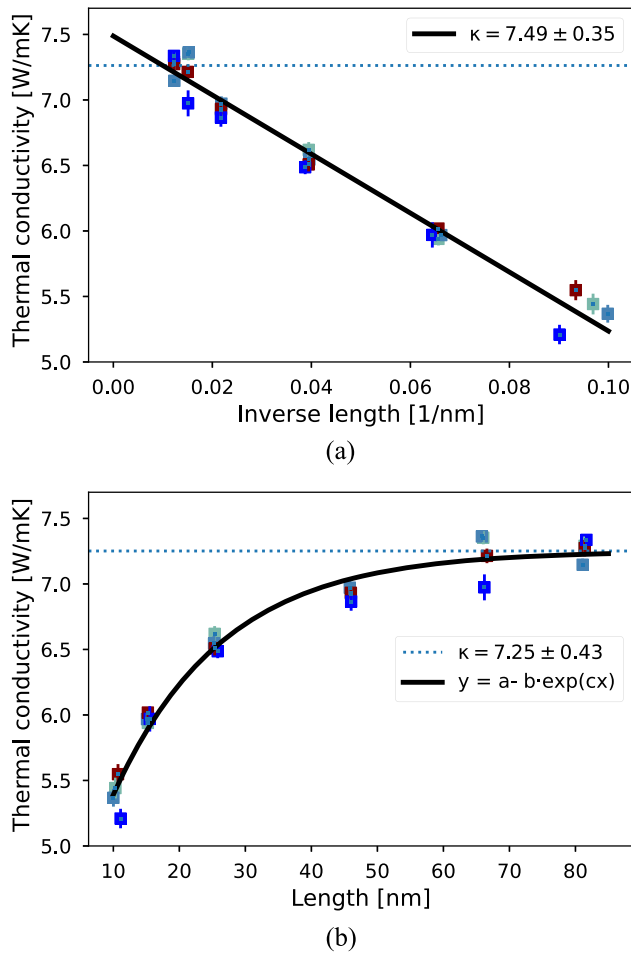 κ = 7.49 ± 0.35
7.5
7.0
6.5
6.0
5.5
5.0
Thermal conductivity [W/mK]
0.00 0.02 0.04 0.06 0.08 0.10
Inverse length [1/nm]
(a)
7.5
7.0
6.5
6.0
5.5
5.0
Thermal conductivity [W/mK]
κ = 7.25 ± 0.43
y = a- b·exp(cx)
10 20 30 40 50 60 70 80
Length [nm]
(b)